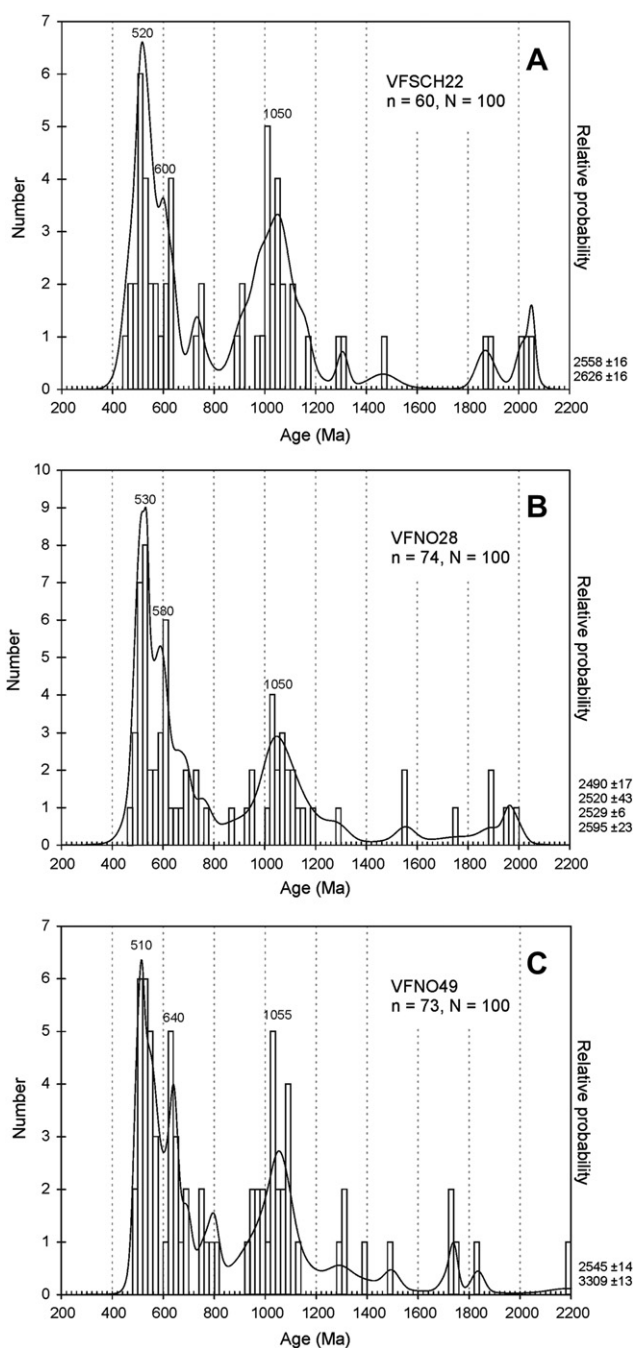 A
VFSCH22
n = 60, N = 100
520
600
1050
7
6
5
4
3
2
1
0
Number
Relative probability
2558 ±16
2626 ±16
200 400 600 800 1000 1200 1400 1600 1800 2000 2200
Age (Ma)
B
VFNO28
n = 74, N = 100
530
580
1050
10
9
8
7
6
5
4
3
2
1
0
Number
Relative probability
2490 ±17
2520 ±43
2529 ±6
2595 ±23
200 400 600 800 1000 1200 1400 1600 1800 2000 2200
Age (Ma)
C
VFNO49
n = 73, N = 100
510
640
1055
7
6
5
4
3
2
1
0
Number
Relative probability
2545 ±14
3309 ±13
200 400 600 800 1000 1200 1400 1600 1800 2000 2200
Age (Ma)